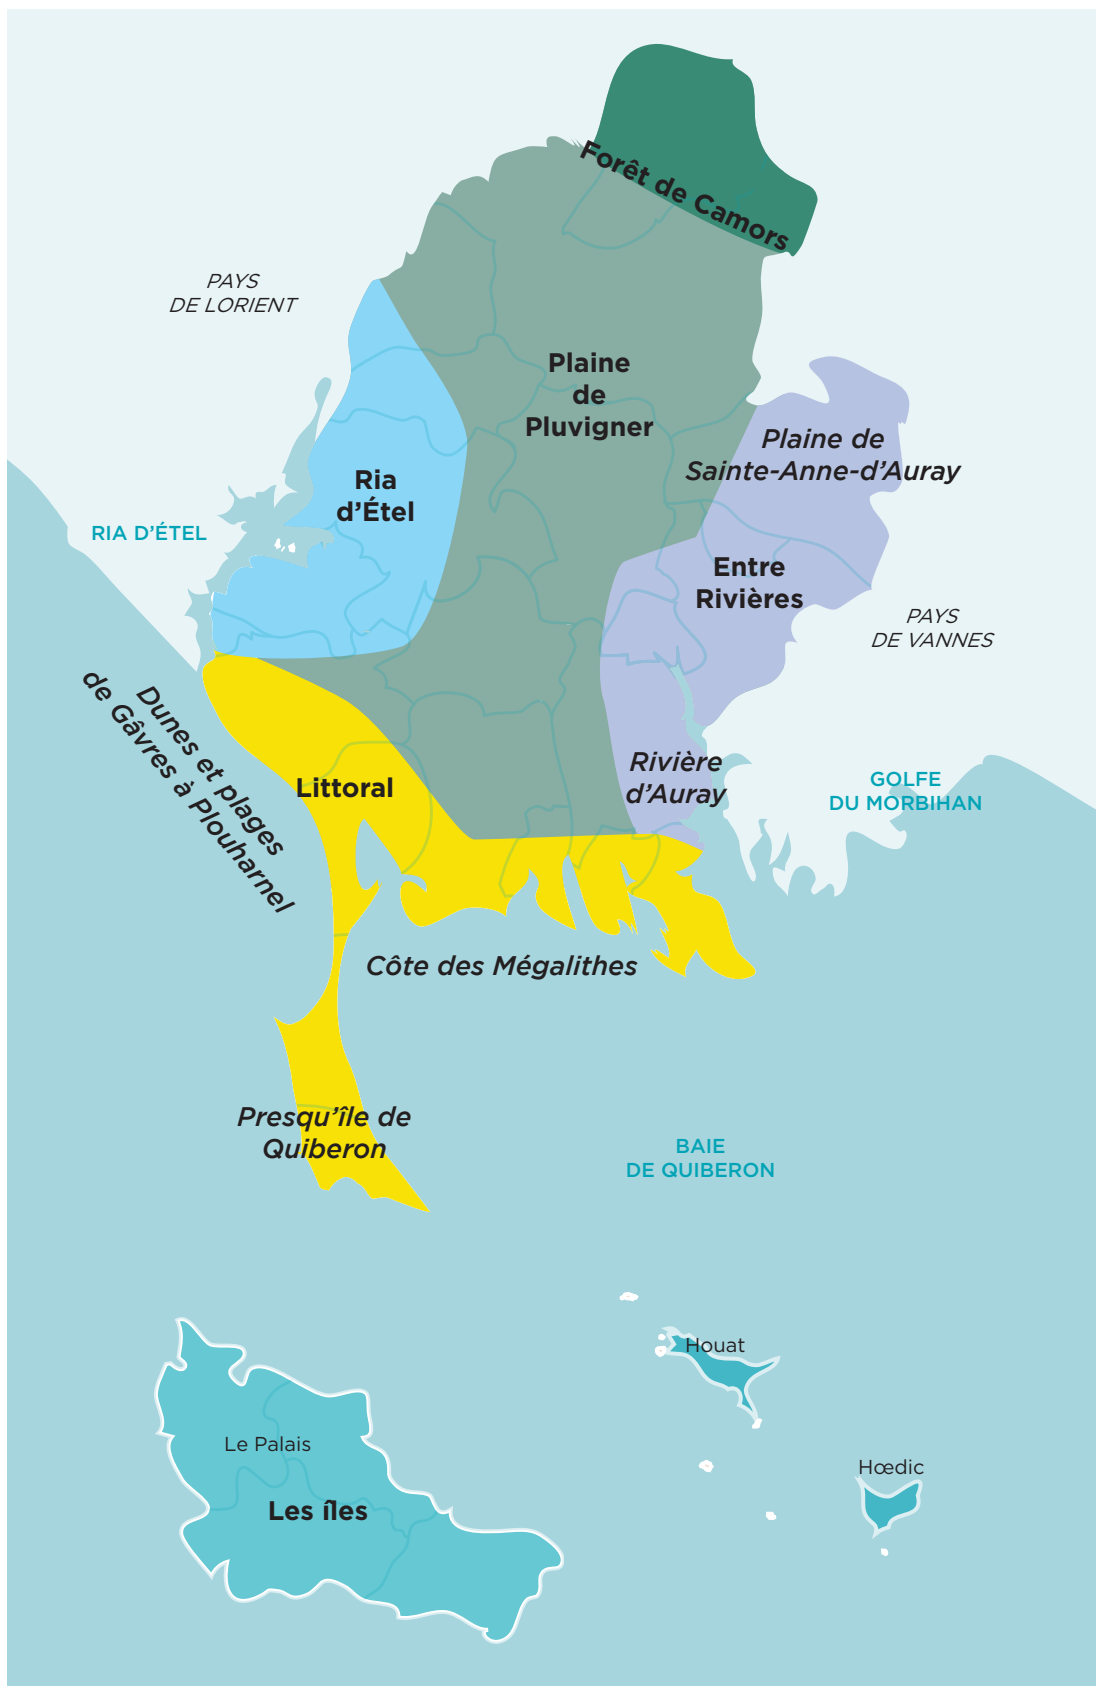 Forêt de Camors
PAYS
DE LORIENT
Plaine
de
Pluvigner
Plaine de
Sainte-Anne-d'Auray
Ria
d'Étel
RIA D'ÉTEL
Entre
Rivières
PAYS
DE VANNES
Dunes et plages
de Gâvres à Plouharnel
Rivière
d'Auray
Littoral
GOLFE
DU MORBIHAN
Côte des Mégalithes
Presqu'île de
Quiberon
BAIE
DE QUIBERON
Houat
Le Palais
Hœdic
Les îles